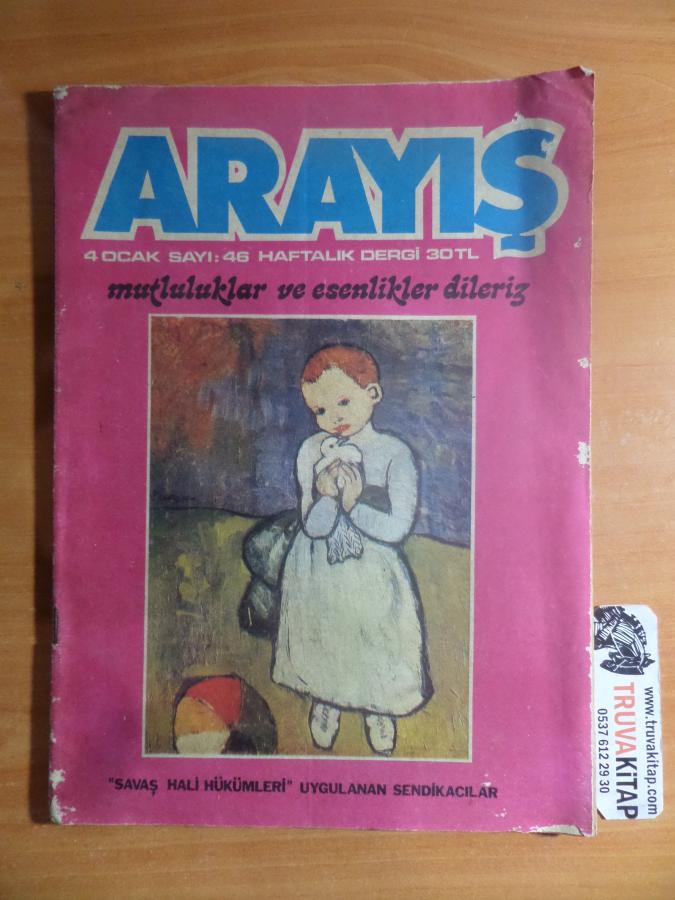 ARAYIŞ
4 OCAK SAYI: 46 HAFTALIK DERGİ 30TL
mutluluklar ve esenlikler dileriz
"SAVAŞ HALİ HÜKÜMLERİ" UYGULANAN SENDİKACILAR
www.truvakitap.com
TRUVAKİTAP
0537 612 29 30